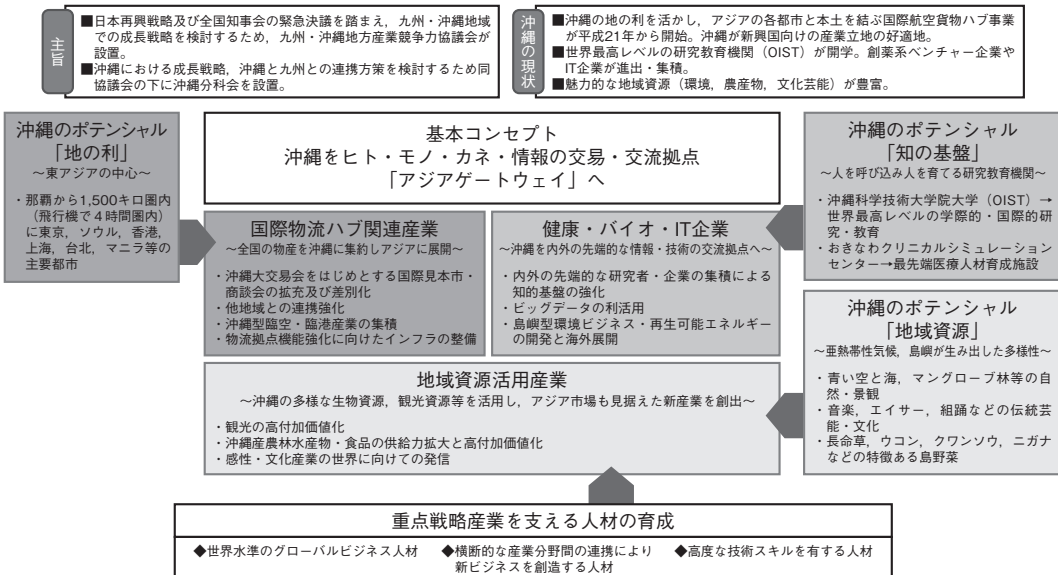 主旨
■日本再興戦略及び全国知事会の緊急決議を踏まえ，九州・沖縄地域
での成長戦略を検討するため，九州・沖縄地方産業競争力協議会が
設置。
■沖縄における成長戦略，沖縄と九州との連携方策を検討するため同
協議会の下に沖縄分科会を設置。
沖縄の現状
■沖縄の地の利を活かし，アジアの各都市と本土を結ぶ国際航空貨物ハブ事業
が平成21年から開始。沖縄が新興国向けの産業立地の好適地。
■世界最高レベルの研究教育機関（OIST）が開学。創薬系ベンチャー企業や
IT企業が進出・集積。
■魅力的な地域資源（環境，農産物，文化芸能）が豊富。
沖縄のポテンシャル
「地の利」
～東アジアの中心～
・那覇から1,500キロ圏内
（飛行機で４時間圏内）
に東京，ソウル，香港，
上海，台北，マニラ等の
主要都市
基本コンセプト
沖縄をヒト・モノ・カネ・情報の交易・交流拠点
「アジアゲートウェイ」へ
国際物流ハブ関連産業
～全国の物産を沖縄に集約しアジアに展開～
・沖縄大交易会をはじめとする国際見本市・
商談会の拡充及び差別化
・他地域との連携強化
・沖縄型臨空・臨港産業の集積
・物流拠点機能強化に向けたインフラの整備
健康・バイオ・IT企業
～沖縄を内外の先端的な情報・技術の交流拠点へ～
・内外の先端的な研究者・企業の集積による
知的基盤の強化
・ビッグデータの利活用
・島嶼型環境ビジネス・再生可能エネルギー
の開発と海外展開
沖縄のポテンシャル
「知の基盤」
～人を呼び込み人を育てる研究教育機関～
・沖縄科学技術大学院大学（OIST）→
世界最高レベルの学際的・国際的研
究・教育
・おきなわクリニカルシミュレーション
センター→最先端医療人材育成施設
地域資源活用産業
～沖縄の多様な生物資源，観光資源等を活用し，アジア市場も見据えた新産業を創出～
・観光の高付加価値化
・沖縄産農林水産物・食品の供給力拡大と高付加価値化
・感性・文化産業の世界に向けての発信
沖縄のポテンシャル
「地域資源」
～亜熱帯性気候，島嶼が生み出した多様性～
・青い空と海，マングローブ林等の自
然・景観
・音楽，エイサー，組踊などの伝統芸
能・文化
・長命草，ウコン，クワンソウ，ニガナ
などの特徴ある島野菜
重点戦略産業を支える人材の育成
◆世界水準のグローバルビジネス人材
◆横断的な産業分野間の連携により
新ビジネスを創造する人材
◆高度な技術スキルを有する人材